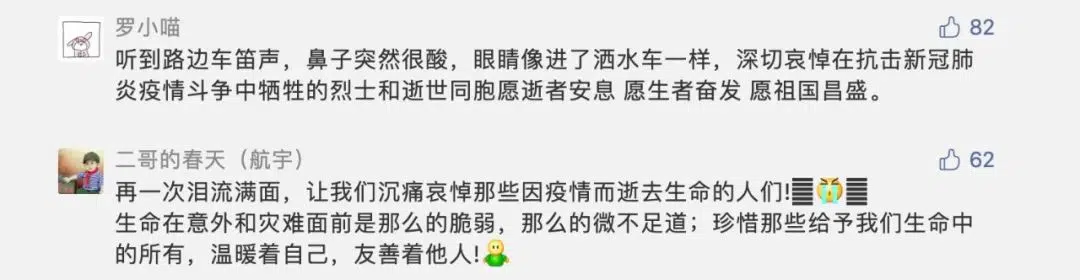 罗小喵
82
听到路边车笛声，鼻子突然很酸，眼睛像进了洒水车一样，深切哀悼在抗击新冠肺
炎疫情斗争中牺牲的烈士和逝世同胞愿逝者安息 愿生者奋发 愿祖国昌盛。
二哥的春天（航宇）
62
再一次泪流满面，让我们沉痛哀悼那些因疫情而逝去生命的人们!䷁😭䷁
生命在意外和灾难面前是那么的脆弱，那么的微不足道；珍惜那些给予我们生命中
的所有，温暖着自己，友善着他人!